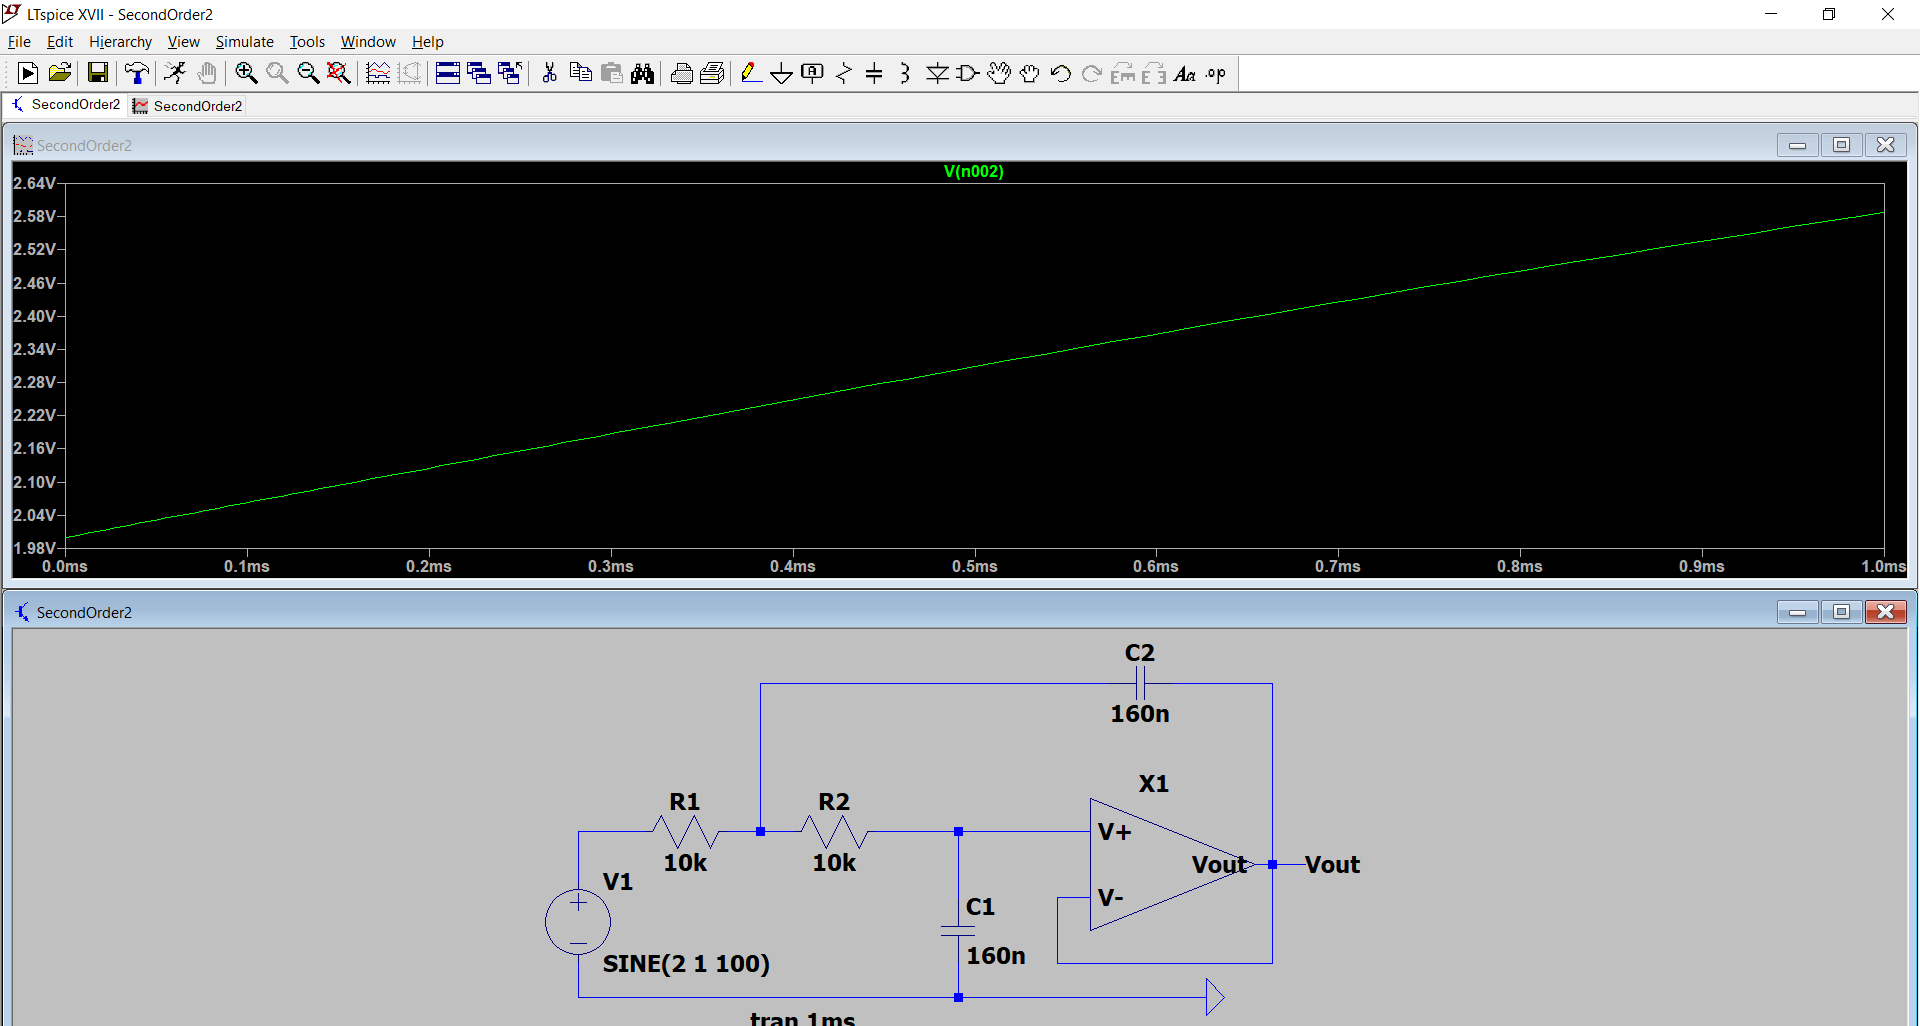 LTspice XVII - SecondOrder2
File Edit Hierarchy View Simulate Tools Window Help
SecondOrder2 SecondOrder2
SecondOrder2
V(n002)
2.64V
2.58V
2.52V
2.46V
2.40V
2.34V
2.28V
2.22V
2.16V
2.10V
2.04V
1.98V
0.0ms 0.1ms 0.2ms 0.3ms 0.4ms 0.5ms 0.6ms 0.7ms 0.8ms 0.9ms 1.0ms
SecondOrder2
C2
160n
X1
R1 R2
V+
10k 10k
Vout Vout
V1
V-
C1
160n
SINE(2 1 100)
tran 1ms